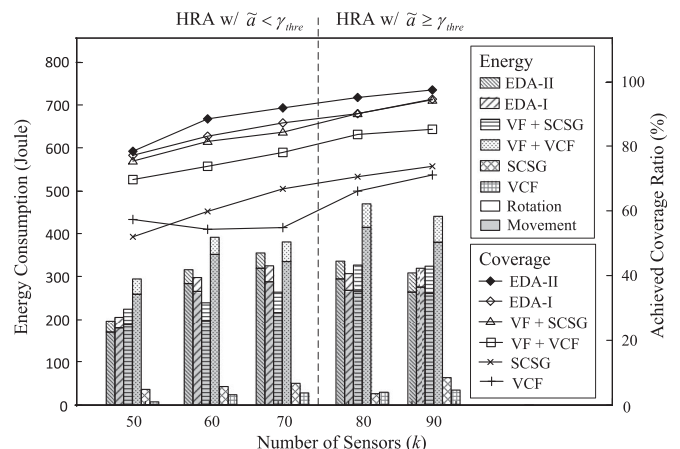 HRA w/ ã < γthre HRA w/ ã ≥ γthre
Energy Consumption (Joule)
800
700
600
500
400
300
200
100
0
50 60 70 80 90
Number of Sensors (k)
Achieved Coverage Ratio (%)
100
80
60
40
20
0
Energy
EDA-II
EDA-I
VF + SCSG
VF + VCF
SCSG
VCF
Rotation
Movement
Coverage
EDA-II
EDA-I
VF + SCSG
VF + VCF
SCSG
VCF